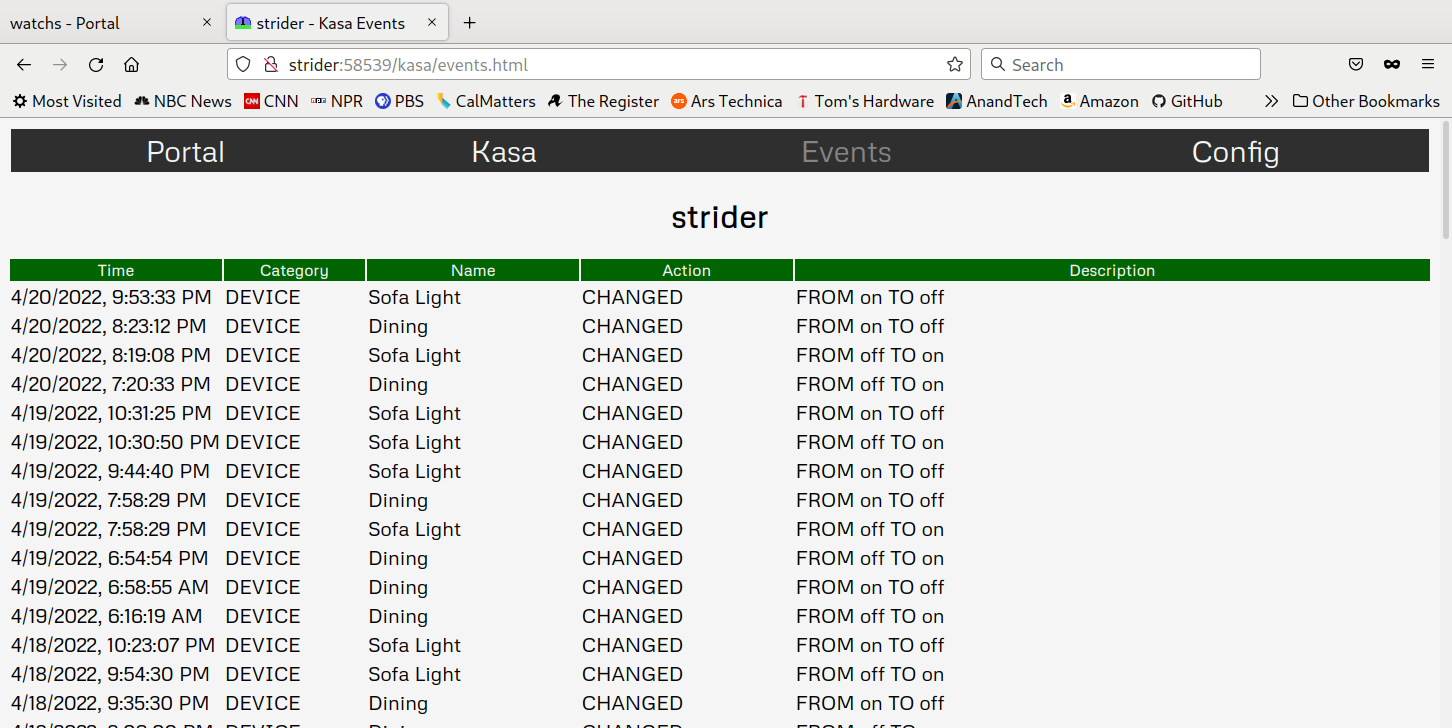 watchs - Portal
strider - Kasa Events
strider:58539/kasa/events.html
Search
Most Visited NBC News CNN NPR PBS CalMatters The Register Ars Technica Tom's Hardware AnandTech Amazon GitHub Other Bookmarks
Portal Kasa Events Config
strider
Time Category Name Action Description
4/20/2022, 9:53:33 PM DEVICE Sofa Light CHANGED FROM on TO off
4/20/2022, 8:23:12 PM DEVICE Dining CHANGED FROM on TO off
4/20/2022, 8:19:08 PM DEVICE Sofa Light CHANGED FROM off TO on
4/20/2022, 7:20:33 PM DEVICE Dining CHANGED FROM off TO on
4/19/2022, 10:31:25 PM DEVICE Sofa Light CHANGED FROM on TO off
4/19/2022, 10:30:50 PM DEVICE Sofa Light CHANGED FROM off TO on
4/19/2022, 9:44:40 PM DEVICE Sofa Light CHANGED FROM on TO off
4/19/2022, 7:58:29 PM DEVICE Dining CHANGED FROM on TO off
4/19/2022, 7:58:29 PM DEVICE Sofa Light CHANGED FROM off TO on
4/19/2022, 6:54:54 PM DEVICE Dining CHANGED FROM off TO on
4/19/2022, 6:58:55 AM DEVICE Dining CHANGED FROM on TO off
4/19/2022, 6:16:19 AM DEVICE Dining CHANGED FROM off TO on
4/18/2022, 10:23:07 PM DEVICE Sofa Light CHANGED FROM on TO off
4/18/2022, 9:54:30 PM DEVICE Sofa Light CHANGED FROM off TO on
4/18/2022, 9:35:30 PM DEVICE Dining CHANGED FROM on TO off